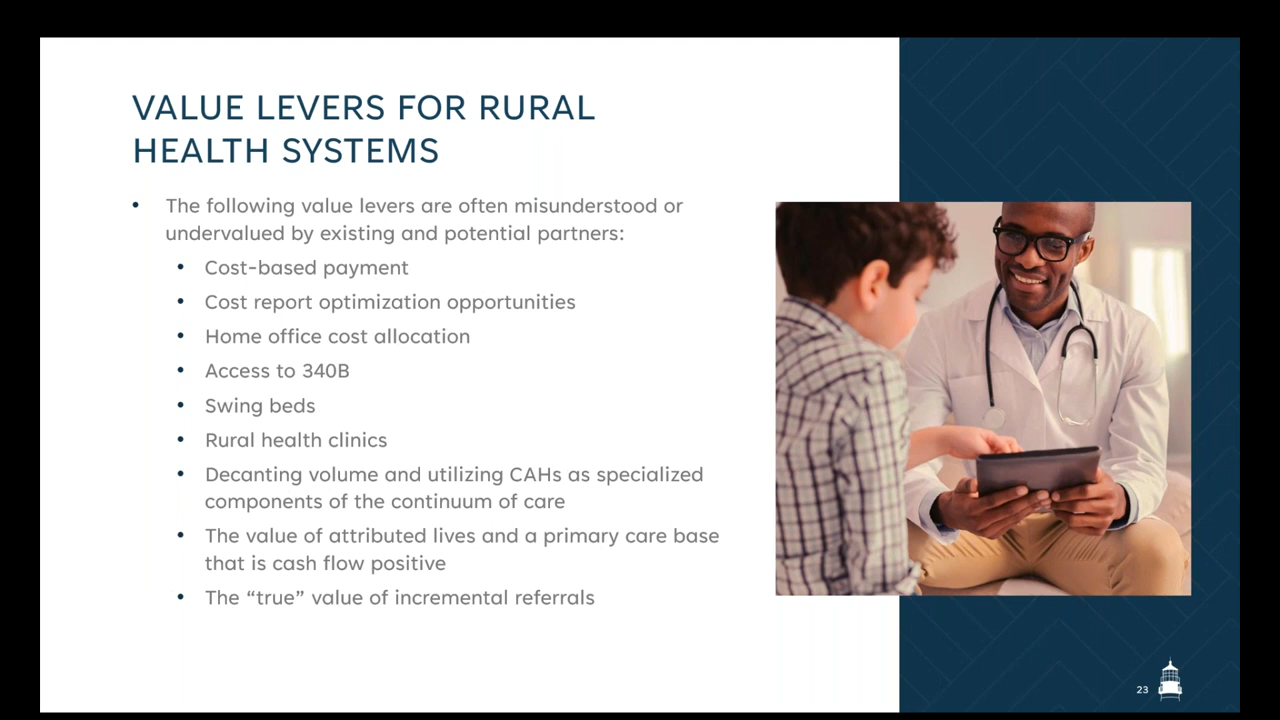 VALUE LEVERS FOR RURAL
HEALTH SYSTEMS
• The following value levers are often misunderstood or
undervalued by existing and potential partners:
• Cost-based payment
• Cost report optimization opportunities
• Home office cost allocation
• Access to 340B
• Swing beds
• Rural health clinics
• Decanting volume and utilizing CAHs as specialized
components of the continuum of care
• The value of attributed lives and a primary care base
that is cash flow positive
• The “true” value of incremental referrals
23